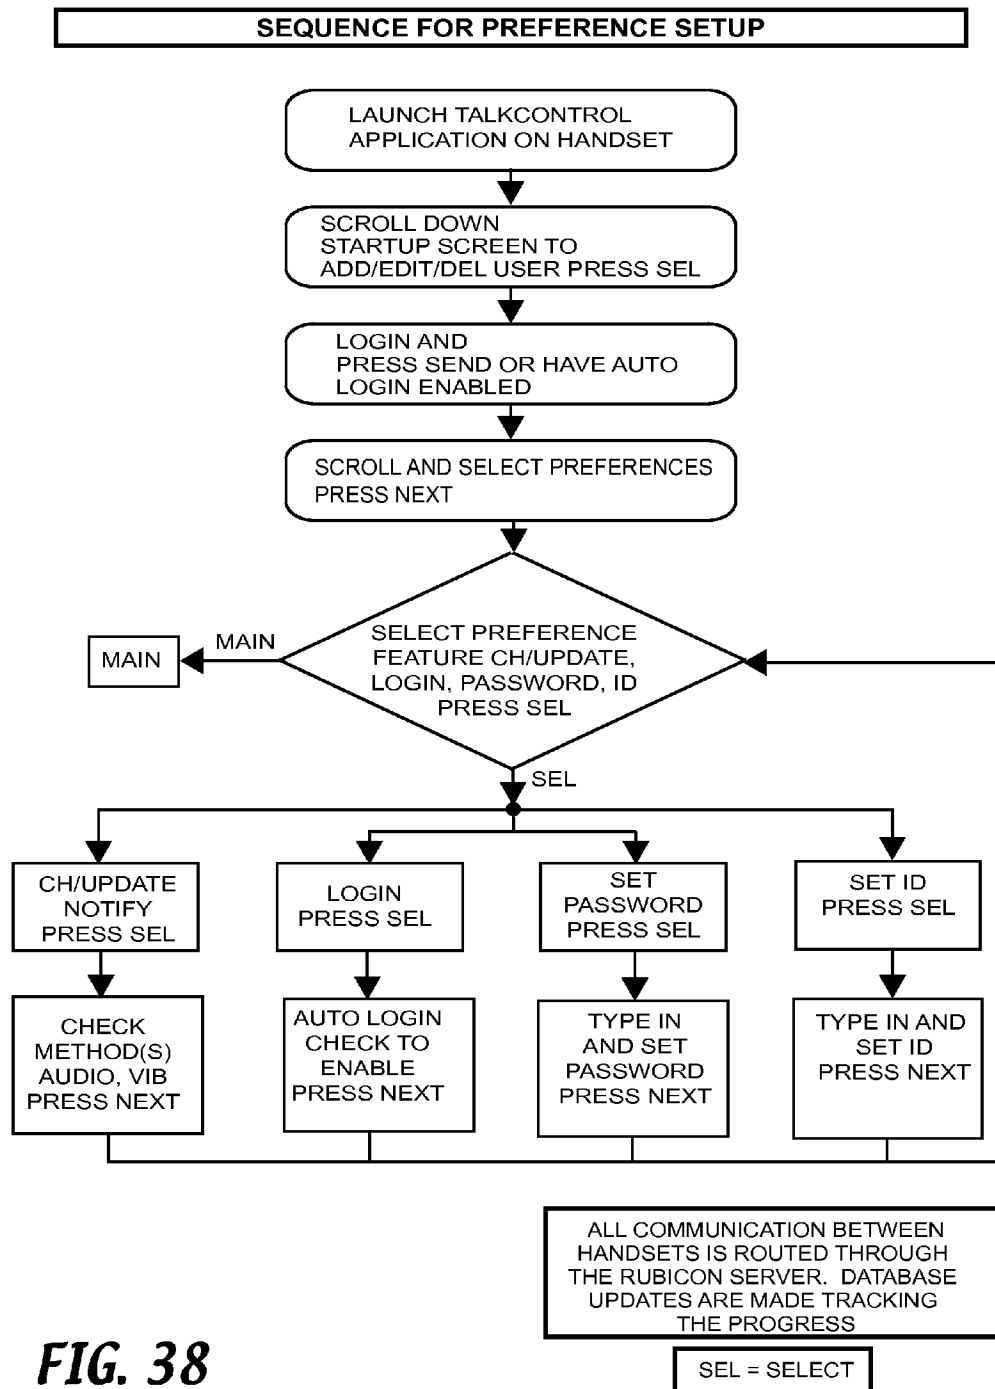 SEQUENCE FOR PREFERENCE SETUP
LAUNCH TALKCONTROL
APPLICATION ON HANDSET
SCROLL DOWN
STARTUP SCREEN TO
ADD/EDIT/DEL USER PRESS SEL
LOGIN AND
PRESS SEND OR HAVE AUTO
LOGIN ENABLED
SCROLL AND SELECT PREFERENCES
PRESS NEXT
SELECT PREFERENCE
FEATURE CH/UPDATE,
LOGIN, PASSWORD, ID
PRESS SEL
MAIN
MAIN
SEL
CH/UPDATE
NOTIFY
PRESS SEL
LOGIN
PRESS SEL
SET
PASSWORD
PRESS SEL
SET ID
PRESS SEL
CHECK
METHOD(S)
AUDIO, VIB
PRESS NEXT
AUTO LOGIN
CHECK TO
ENABLE
PRESS NEXT
TYPE IN
AND SET
PASSWORD
PRESS NEXT
TYPE IN AND
SET ID
PRESS NEXT
ALL COMMUNICATION BETWEEN
HANDSETS IS ROUTED THROUGH
THE RUBICON SERVER. DATABASE
UPDATES ARE MADE TRACKING
THE PROGRESS
SEL = SELECT
FIG. 38